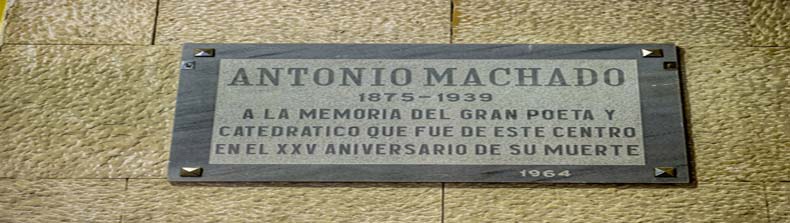 ANTONIO MACHADO
1875-1939
A LA MEMORIA DEL GRAN POETA Y
CATEDRATICO QUE FUE DE ESTE CENTRO
EN EL XXV ANIVERSARIO DE SU MUERTE
1964